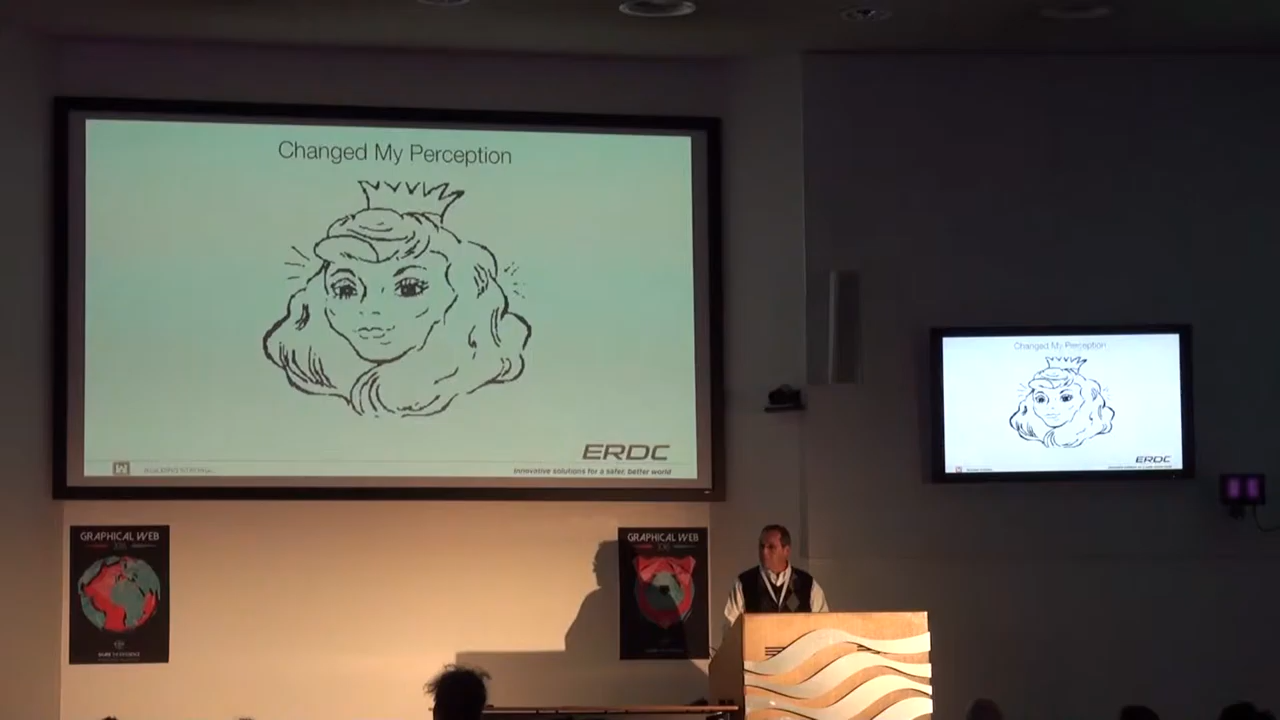 Changed My Perception
ERDC
Innovative solutions for a safer, better world
Changed My Perception
ERDC
GRAPHICAL WEB
GRAPHICAL WEB